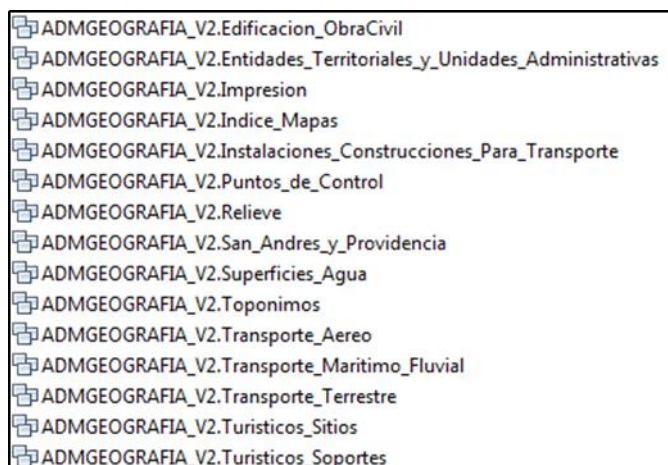 ADMGEOGRAFIA_V2.Edificacion_ObraCivil
ADMGEOGRAFIA_V2.Entidades_Territoriales_y_Unidades_Administrativas
ADMGEOGRAFIA_V2.Impresion
ADMGEOGRAFIA_V2.Indice_Mapas
ADMGEOGRAFIA_V2.Instalaciones_Construcciones_Para_Transporte
ADMGEOGRAFIA_V2.Puntos_de_Control
ADMGEOGRAFIA_V2.Relieve
ADMGEOGRAFIA_V2.San_Andres_y_Providencia
ADMGEOGRAFIA_V2.Superficies_Agua
ADMGEOGRAFIA_V2.Toponimos
ADMGEOGRAFIA_V2.Transporte_Aereo
ADMGEOGRAFIA_V2.Transporte_Maritimo_Fluvial
ADMGEOGRAFIA_V2.Transporte_Terrestre
ADMGEOGRAFIA_V2.Turisticos_Sitios
ADMGEOGRAFIA_V2.Turisticos_Soportes